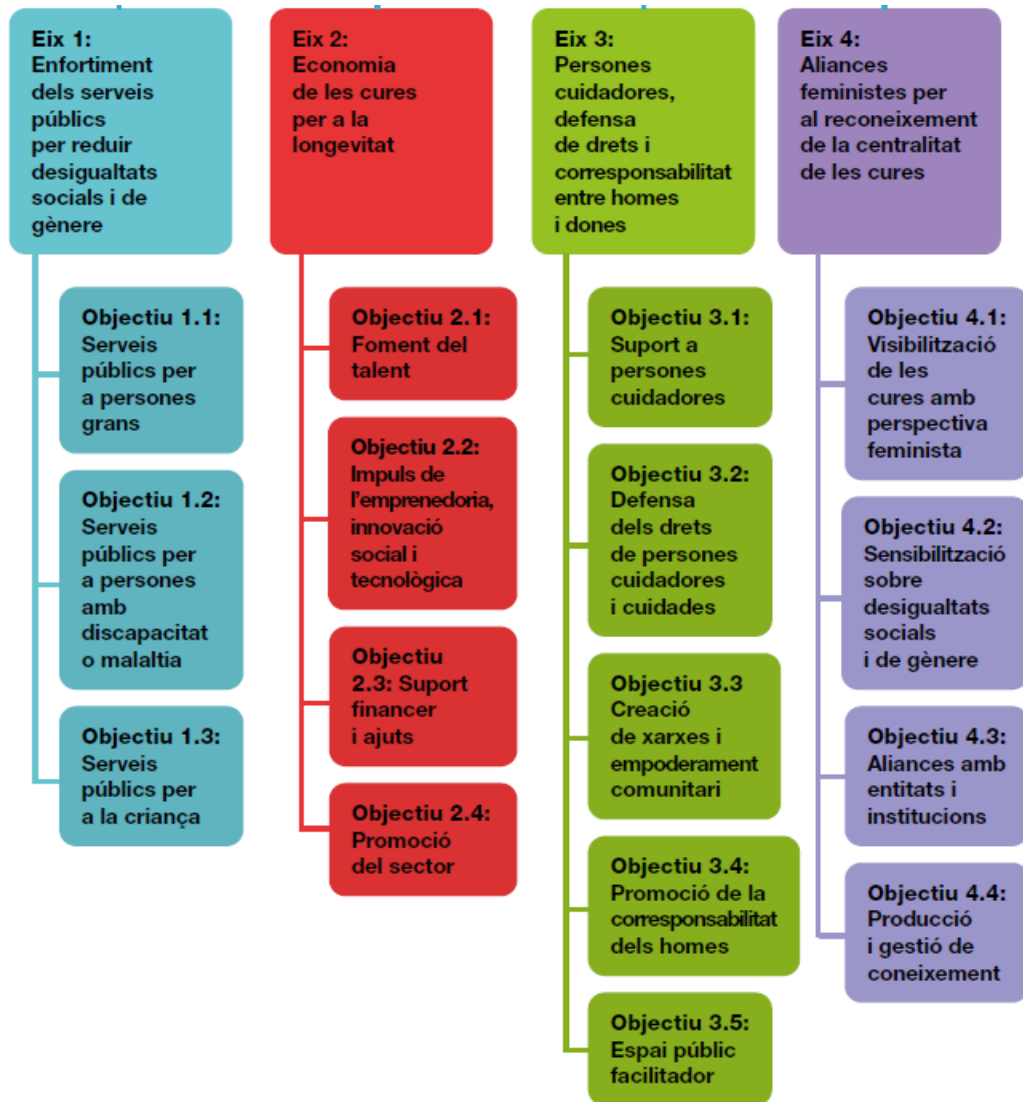 Eix 1:
Enfortiment
dels serveis
públics
per reduir
desigualtats
socials i de
gènere
Objectiu 1.1:
Serveis
públics per
a persones
grans
Objectiu 1.2:
Serveis
públics per
a persones
amb
discapacitat
o malaltia
Objectiu 1.3:
Serveis
públics per
a la criança
Eix 2:
Economia
de les cures
per a la
longevitat
Objectiu 2.1:
Foment del
talent
Objectiu 2.2:
Impuls de
l'emprenedoria,
innovació
social i
tecnològica
Objectiu
2.3: Suport
financer
i ajuts
Objectiu 2.4:
Promoció
del sector
Eix 3:
Persones
cuidadores,
defensa
de drets i
corresponsabilitat
entre homes
i dones
Objectiu 3.1:
Suport a
persones
cuidadores
Objectiu 3.2:
Defensa
dels drets
de persones
cuidadores
i cuidades
Objectiu 3.3
Creació
de xarxes i
empoderament
comunitari
Objectiu 3.4:
Promoció de la
corresponsabilitat
dels homes
Objectiu 3.5:
Espai públic
facilitador
Eix 4:
Aliances
feministes per
al reconeixement
de la centralitat
de les cures
Objectiu 4.1:
Visibilització
de les
cures amb
perspectiva
feminista
Objectiu 4.2:
Sensibilització
sobre
desigualtats
socials
i de gènere
Objectiu 4.3:
Aliances amb
entitats i
institucions
Objectiu 4.4:
Producció
i gestió de
coneixement